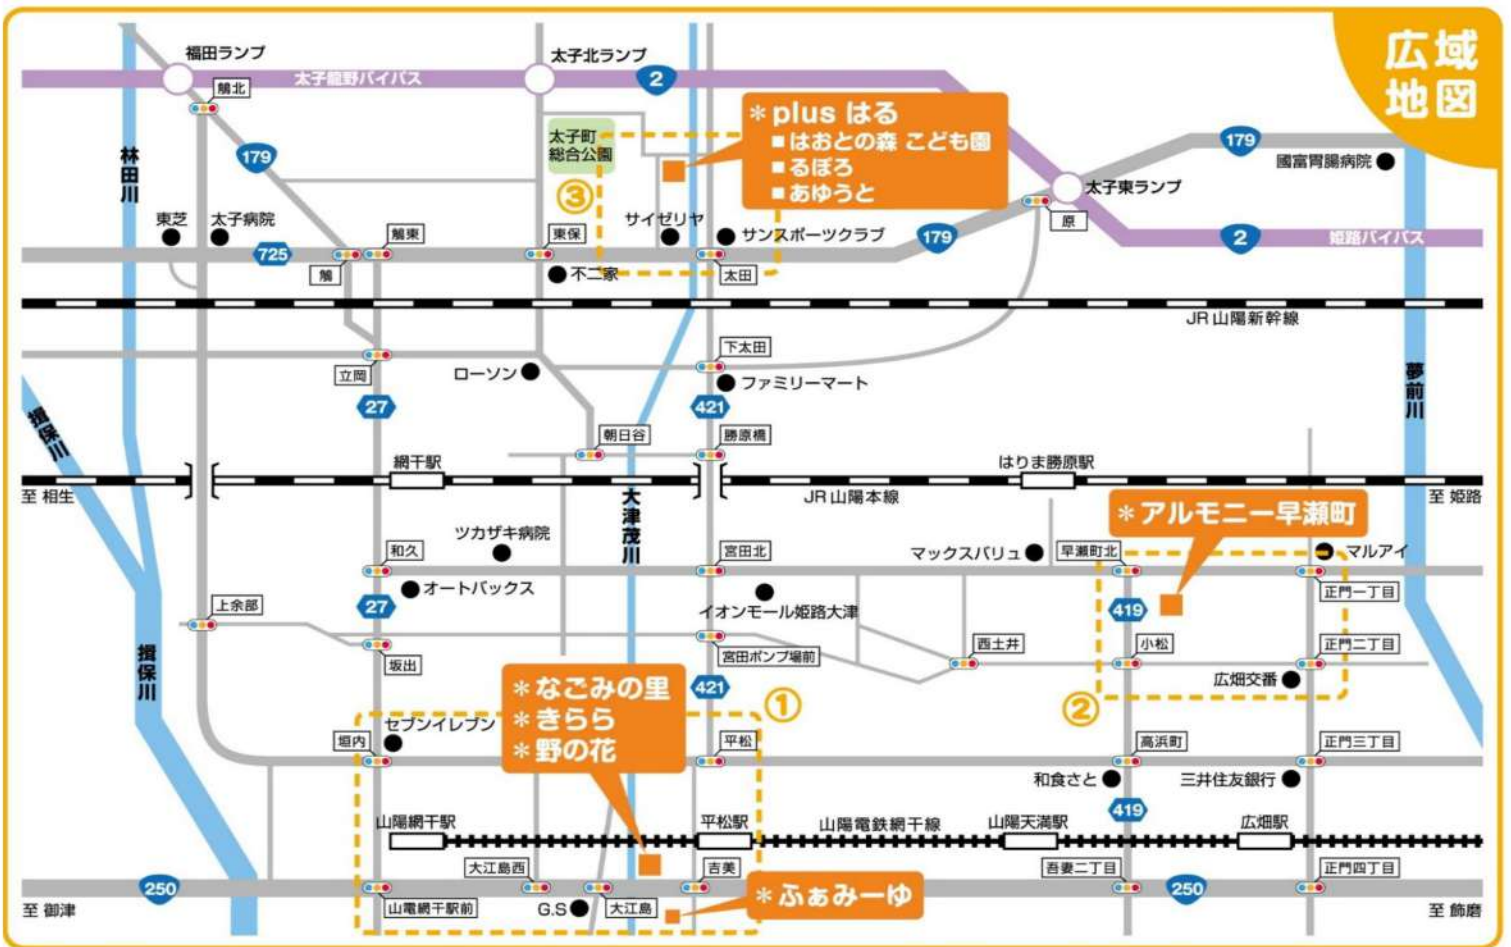 広域
地図
福田ランプ
太子北ランプ
太子龍野バイパス
2
鵤北
*plus はる
■はおとの森 こども園
■るぽろ
■あゆうと
太子町
総合公園
179
179
國富胃腸病院
林田川
太子東ランプ
③
東芝
太子病院
鵤東
東保
サイゼリヤ
サンスポーツクラブ
179
原
2
姫路バイパス
725
鵤
不二家
太田
JR山陽新幹線
下太田
立岡
ローソン
ファミリーマート
27
421
夢前川
揖保川
朝日谷
勝原橋
網干駅
はりま勝原駅
至 相生
JR山陽本線
至 姫路
大津茂川
*アルモニー早瀬町
ツカザキ病院
和久
宮田北
マックスバリュ
早瀬町北
マルアイ
オートバックス
イオンモール姫路大津
正門一丁目
27
上余部
419
坂出
宮田ポンプ場前
西土井
小松
正門二丁目
揖保川
*なごみの里
*きらら
*野の花
421
広畑交番
①
②
セブンイレブン
垣内
平松
高浜町
正門三丁目
和食さと
三井住友銀行
419
山陽網干駅
平松駅
山陽電鉄網干線
山陽天満駅
広畑駅
大江島西
吉美
吾妻二丁目
正門四丁目
250
250
*ふぁみーゆ
至 御津
山電網干駅前
G.S
大江島
至 飾磨